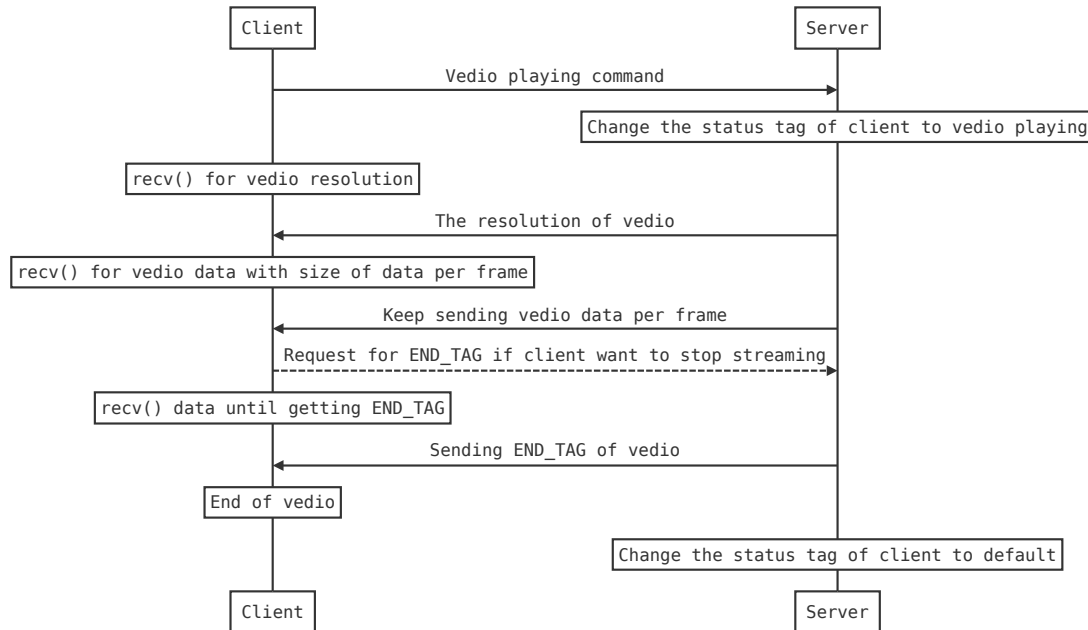 Client
Server
Vedio playing command
Change the status tag of client to vedio playing
recv() for vedio resolution
The resolution of vedio
recv() for vedio data with size of data per frame
Keep sending vedio data per frame
Request for END_TAG if client want to stop streaming
recv() data until getting END_TAG
Sending END_TAG of vedio
End of vedio
Change the status tag of client to default
Client
Server